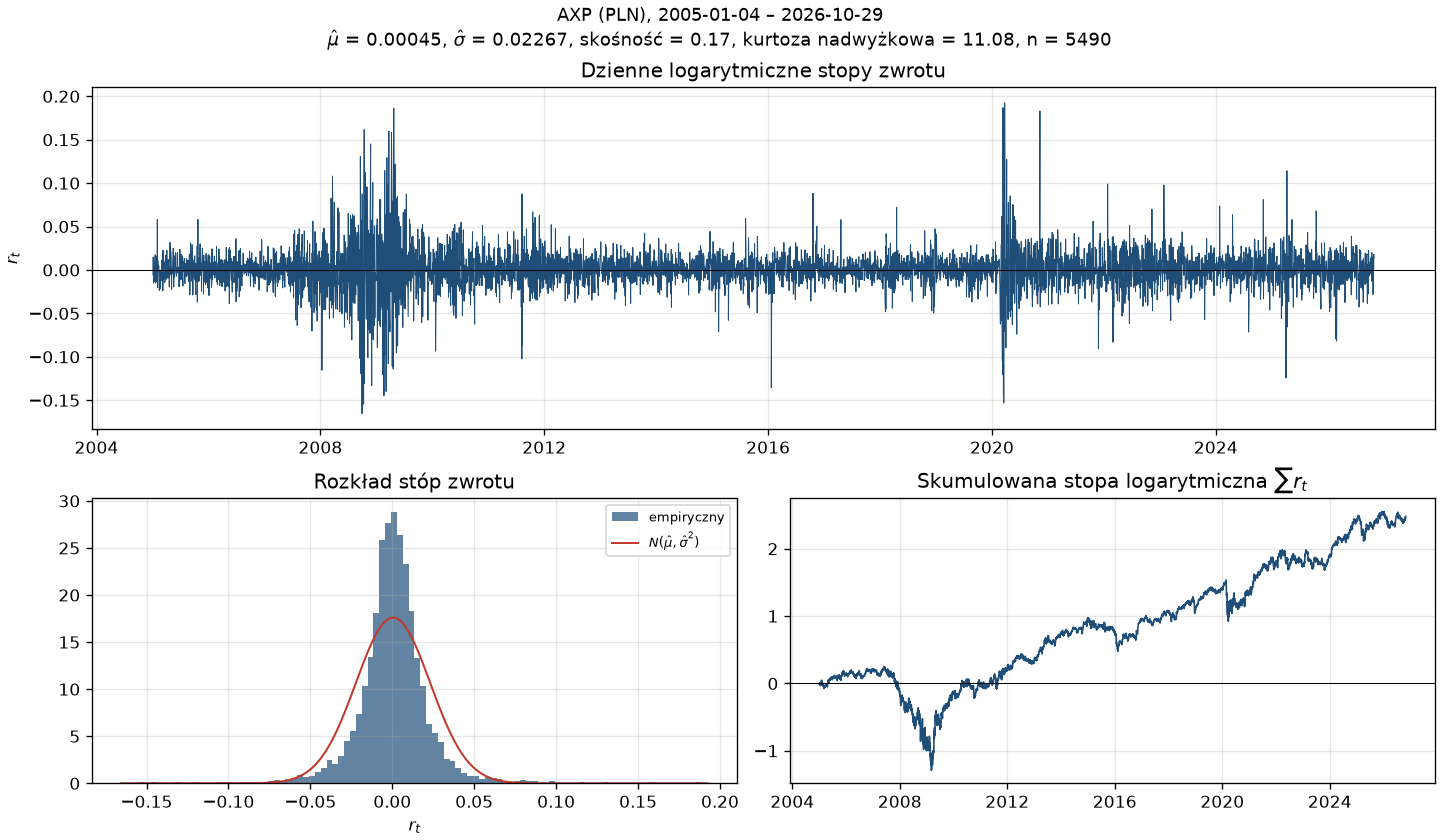 AXP (PLN), 2005-01-04 – 2026-10-29
μ̂ = 0.00045, σ̂ = 0.02267, skośność = 0.17, kurtoza nadwyżkowa = 11.08, n = 5490
Dzienne logarytmiczne stopy zwrotu
0.20
0.15
0.10
0.05
0.00
−0.05
−0.10
−0.15
r_t
2004 2008 2012 2016 2020 2024
Rozkład stóp zwrotu
30
25
20
15
10
5
0
empiryczny
N(μ̂, σ̂²)
−0.15 −0.10 −0.05 0.00 0.05 0.10 0.15 0.20
r_t
Skumulowana stopa logarytmiczna ∑r_t
2
1
0
−1
2004 2008 2012 2016 2020 2024